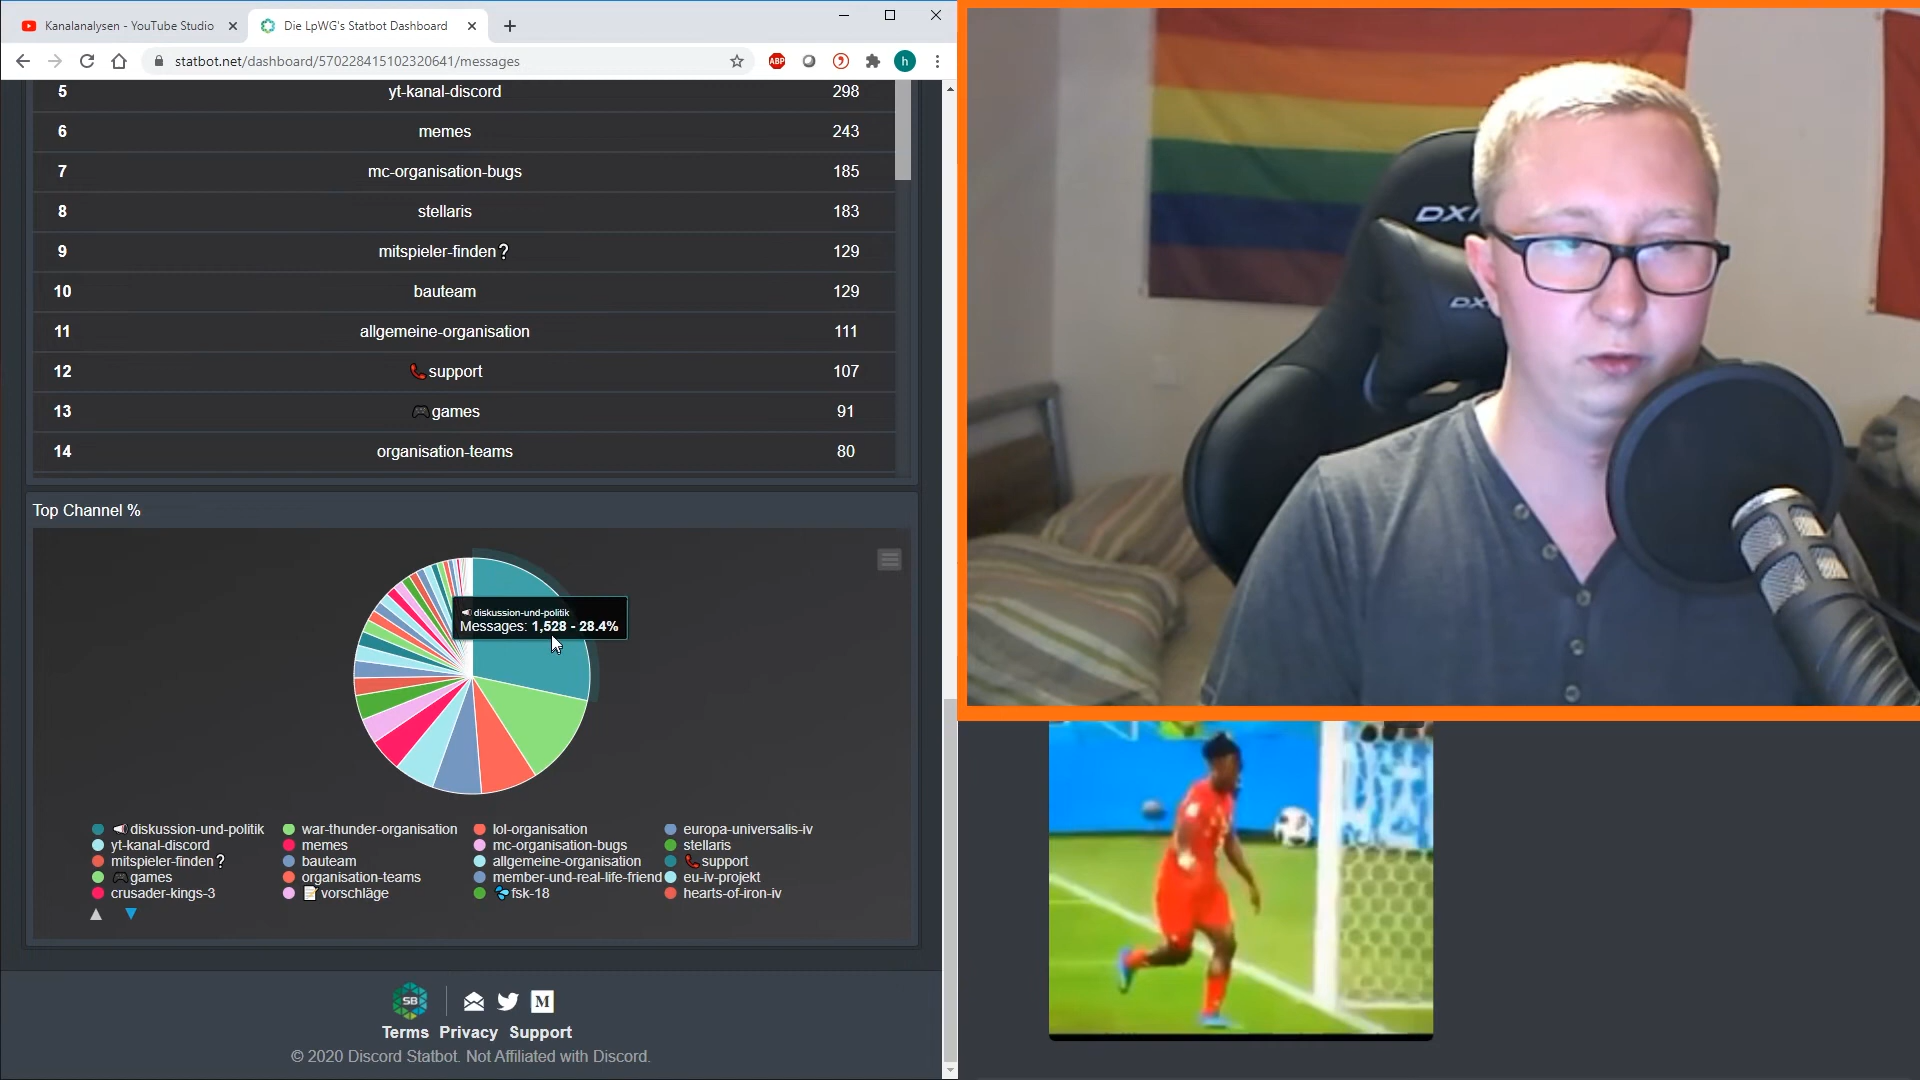 Kanalanalysen - YouTube Studio
Die LpWG's Statbot Dashboard
statbot.net/dashboard/570228415102320641/messages
ABP
h
5 yt-kanal-discord 298
6 memes 243
7 mc-organisation-bugs 185
8 stellaris 183
9 mitspieler-finden❔ 129
10 bauteam 129
11 allgemeine-organisation 111
12 📞support 107
13 🎮games 91
14 organisation-teams 80
Top Channel %
📢diskussion-und-politik
Messages: 1,528 - 28.4%
📢diskussion-und-politik war-thunder-organisation lol-organisation europa-universalis-iv
yt-kanal-discord memes mc-organisation-bugs stellaris
mitspieler-finden❔ bauteam allgemeine-organisation 📞support
🎮games organisation-teams member-und-real-life-friend eu-iv-projekt
crusader-kings-3 📝vorschläge 💦fsk-18 hearts-of-iron-iv
SB
M
Terms Privacy Support
© 2020 Discord Statbot. Not Affiliated with Discord.